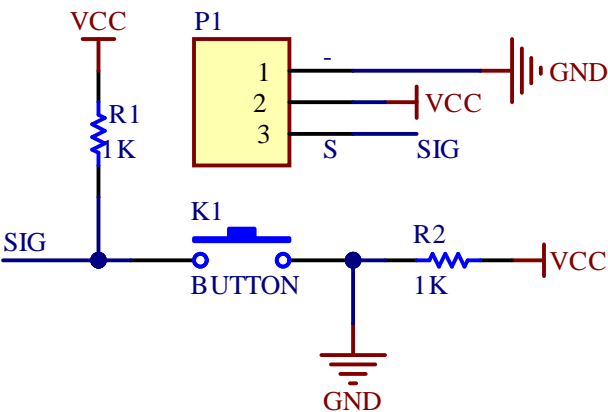 VCC
P1
-
1
GND
2
VCC
R1
3
1K
S
SIG
K1
SIG
R2
VCC
BUTTON
1K
GND